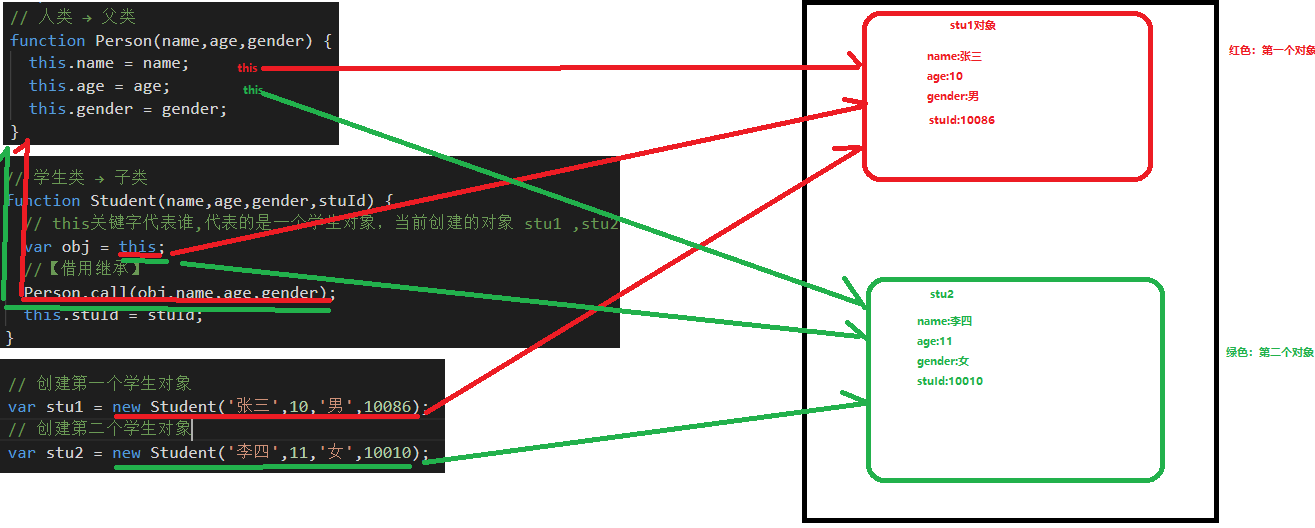 // 人类 → 父类
function Person(name,age,gender) {
this.name = name;
this.age = age;
this.gender = gender;
}
this
this
// 学生类 → 子类
function Student(name,age,gender,stuId) {
// this关键字代表谁,代表的是一个学生对象，当前创建的对象 stu1 ,stu2
var obj = this;
//【借用继承】
Person.call(obj,name,age,gender);
this.stuId = stuId;
}
// 创建第一个学生对象
var stu1 = new Student('张三',10,'男',10086);
// 创建第二个学生对象
var stu2 = new Student('李四',11,'女',10010);
stu1对象
name:张三
age:10
gender:男
stuId:10086
红色：第一个对象
stu2
name:李四
age:11
gender:女
stuId:10010
绿色：第二个对象